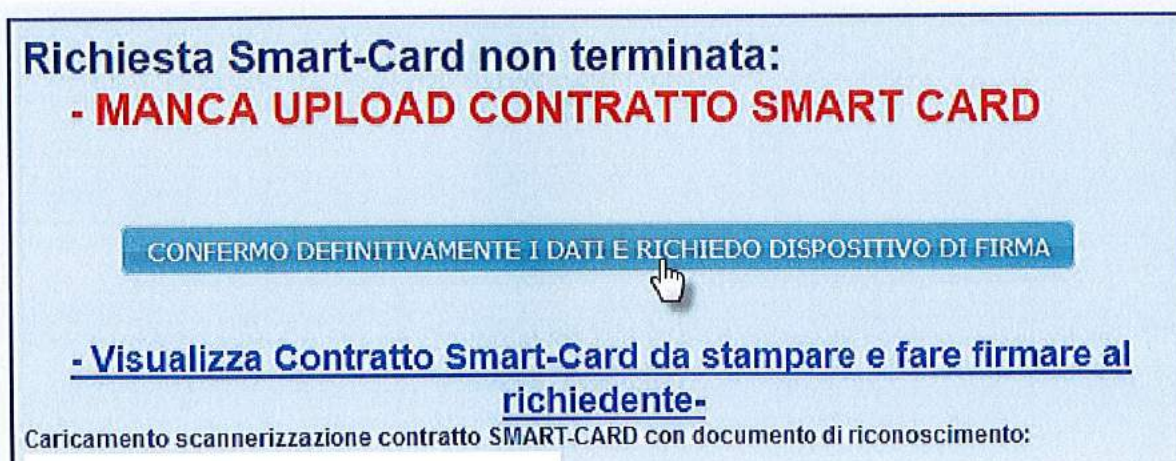 Richiesta Smart-Card non terminata:
- MANCA UPLOAD CONTRATTO SMART CARD
CONFERMO DEFINITIVAMENTE I DATI E RICHIEDO DISPOSITIVO DI FIRMA
- Visualizza Contratto Smart-Card da stampare e fare firmare al
richiedente-
Caricamento scannerizzazione contratto SMART-CARD con documento di riconoscimento: